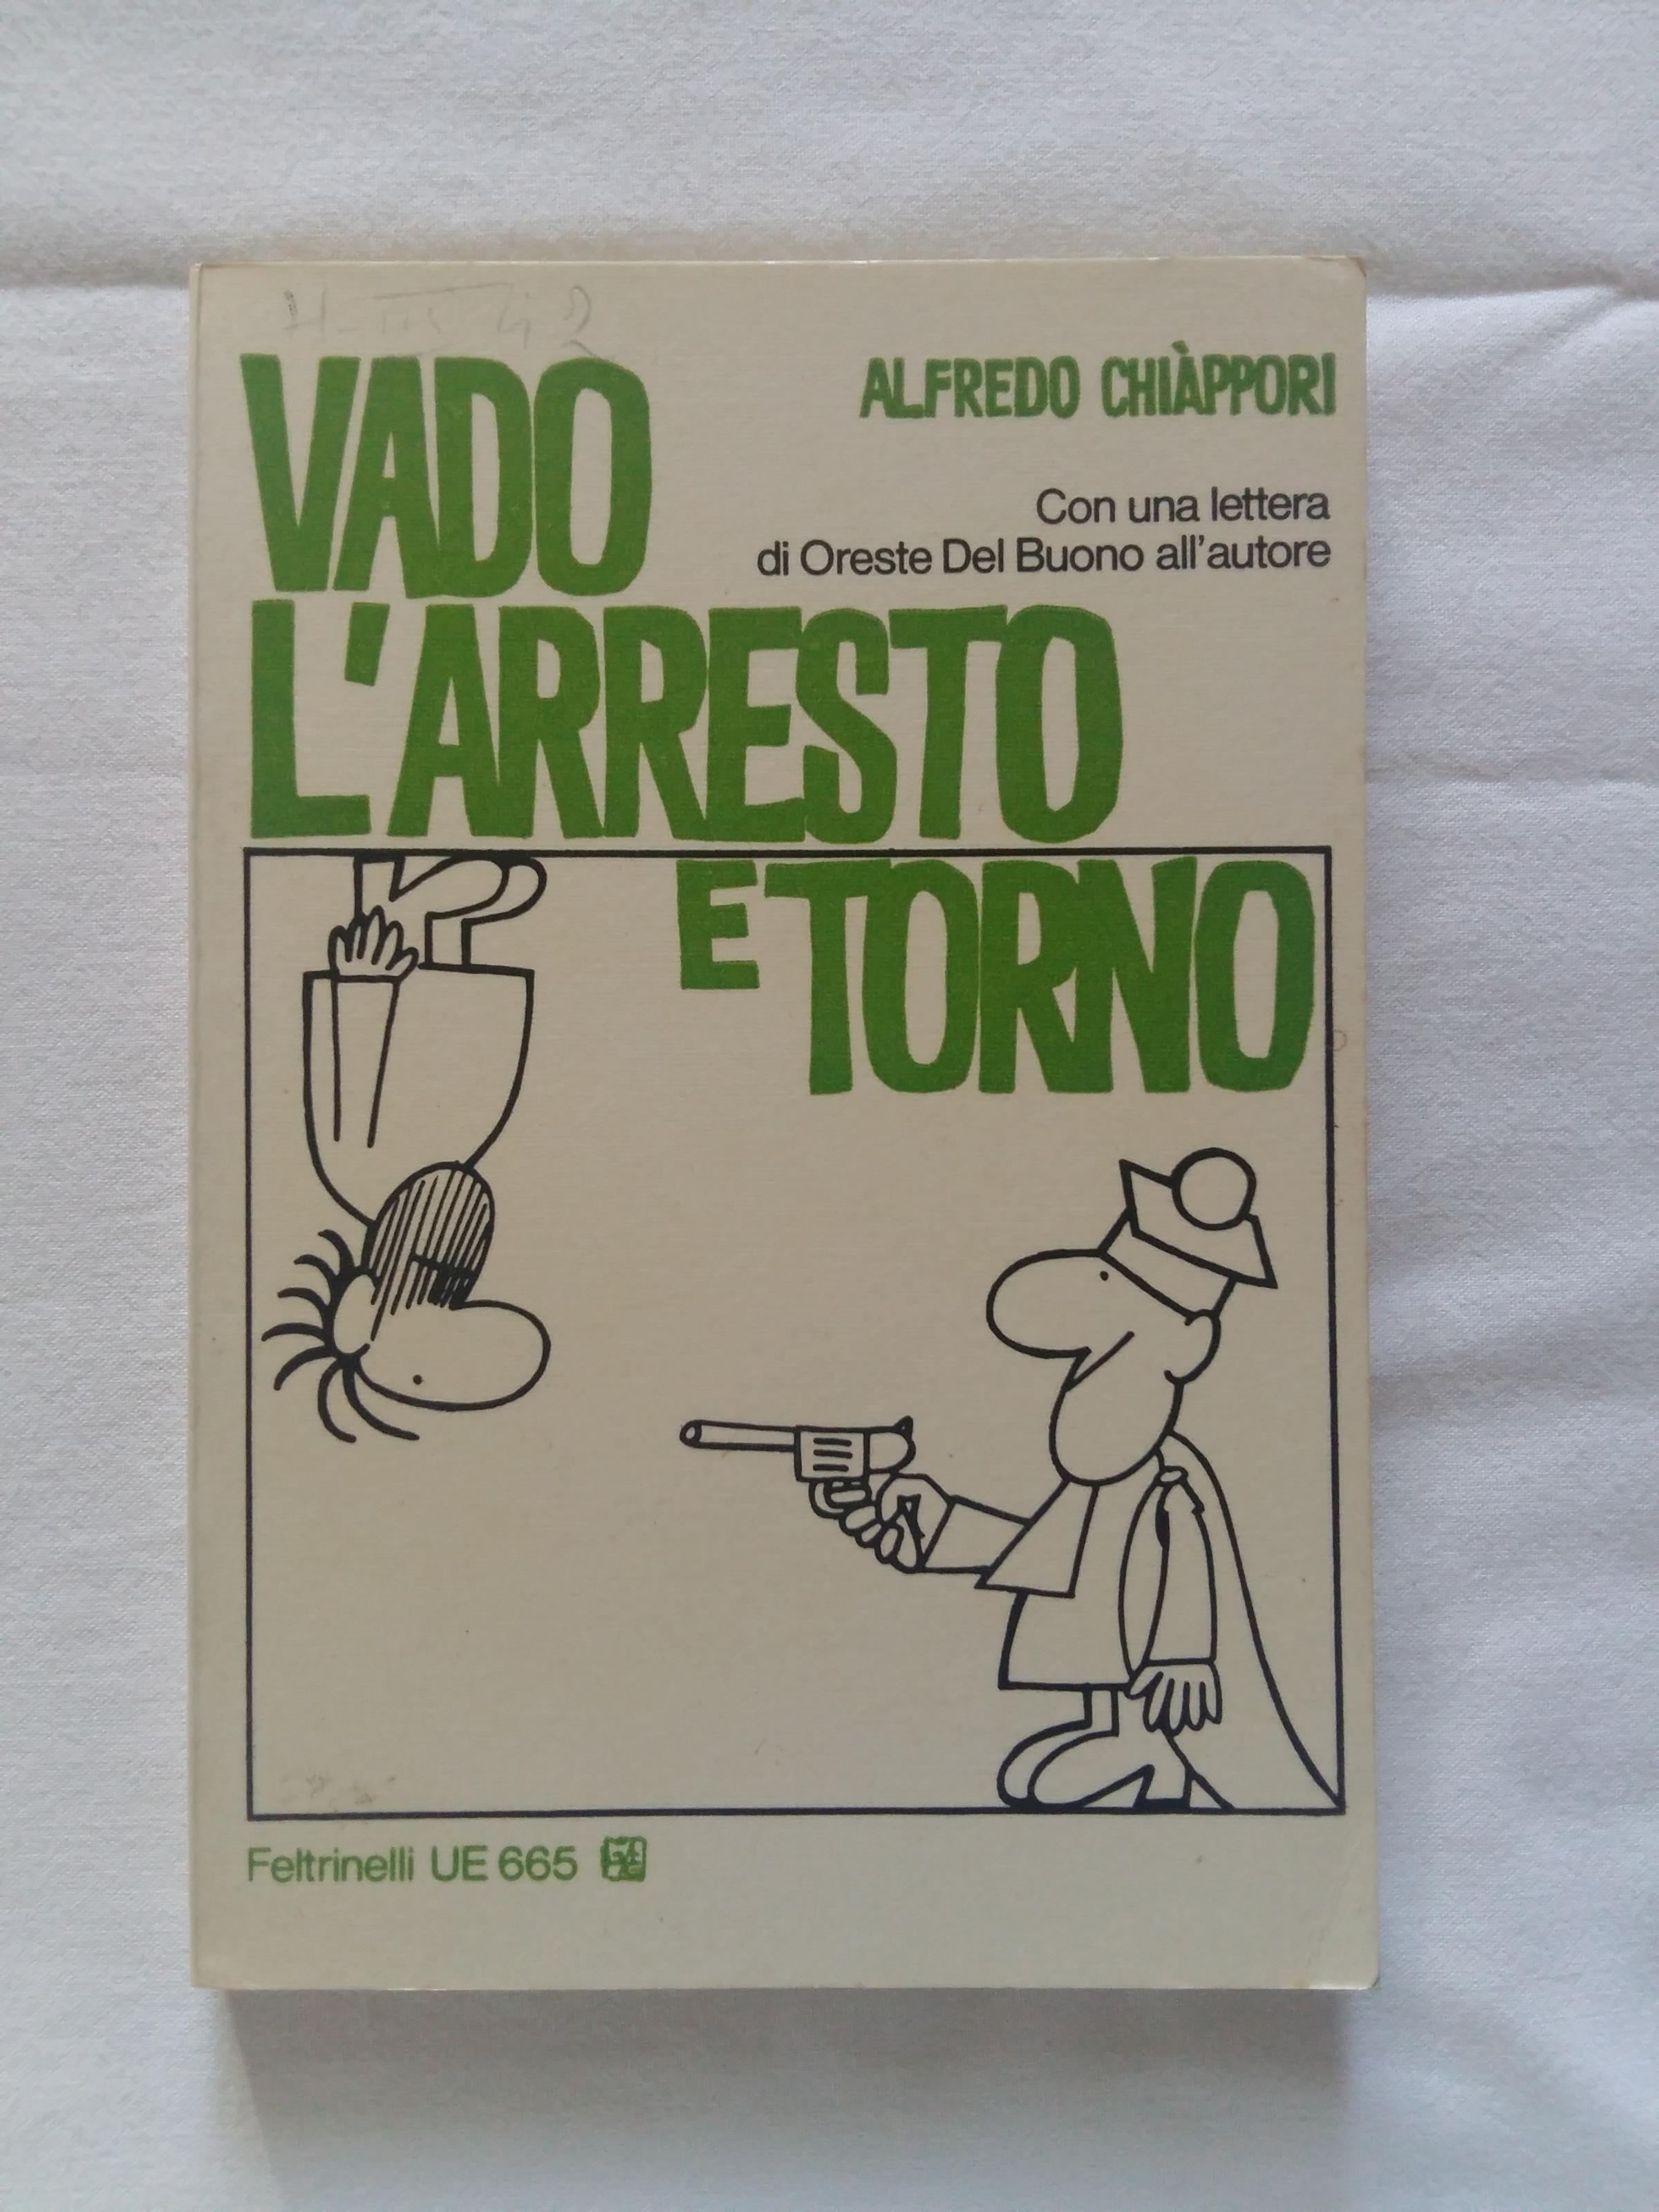 VADO
L'ARRESTO
E TORNO
ALFREDO CHIÀPPORI
Con una lettera
di Oreste Del Buono all'autore
Feltrinelli UE 665